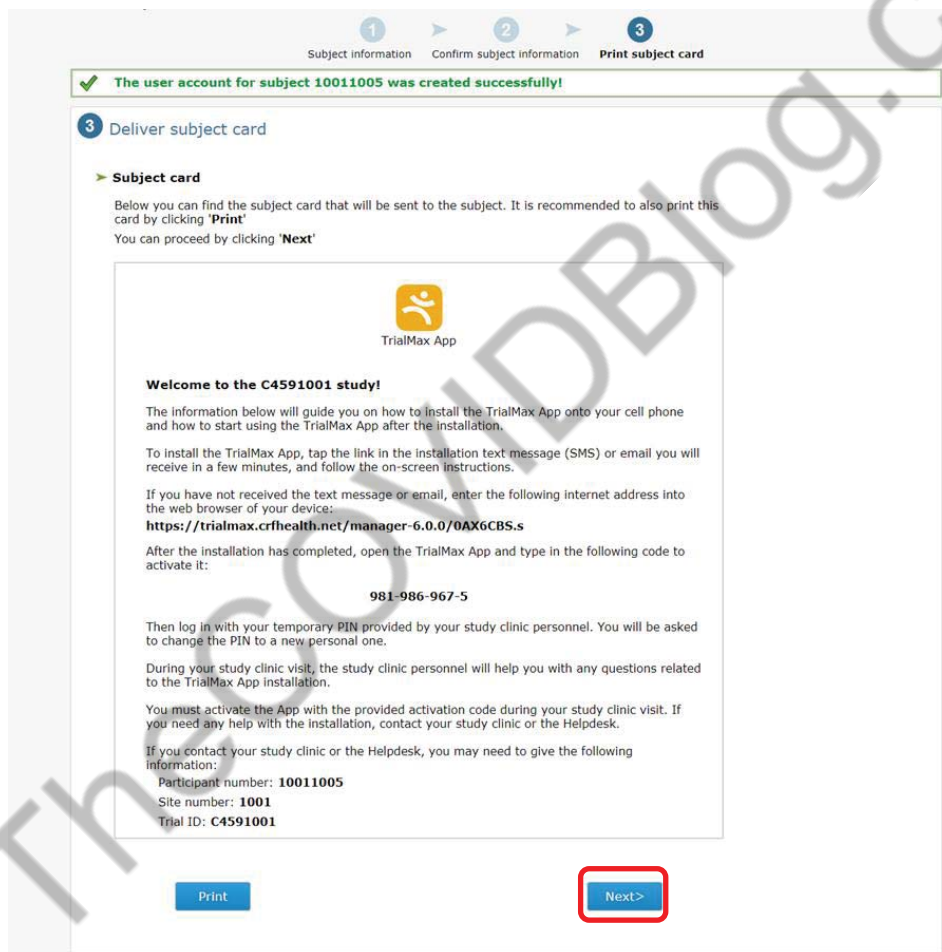 1 > 2 > 3
Subject information Confirm subject information Print subject card
The user account for subject 10011005 was created successfully!
3 Deliver subject card
➤ Subject card
Below you can find the subject card that will be sent to the subject. It is recommended to also print this
card by clicking 'Print'
You can proceed by clicking 'Next'
TrialMax App
Welcome to the C4591001 study!
The information below will guide you on how to install the TrialMax App onto your cell phone
and how to start using the TrialMax App after the installation.
To install the TrialMax App, tap the link in the installation text message (SMS) or email you will
receive in a few minutes, and follow the on-screen instructions.
If you have not received the text message or email, enter the following internet address into
the web browser of your device:
https://trialmax.crfhealth.net/manager-6.0.0/0AX6CBS.s
After the installation has completed, open the TrialMax App and type in the following code to
activate it:
981-986-967-5
Then log in with your temporary PIN provided by your study clinic personnel. You will be asked
to change the PIN to a new personal one.
During your study clinic visit, the study clinic personnel will help you with any questions related
to the TrialMax App installation.
You must activate the App with the provided activation code during your study clinic visit. If
you need any help with the installation, contact your study clinic or the Helpdesk.
If you contact your study clinic or the Helpdesk, you may need to give the following
information:
Participant number: 10011005
Site number: 1001
Trial ID: C4591001
Print Next>
TheCOVIDBlog.c